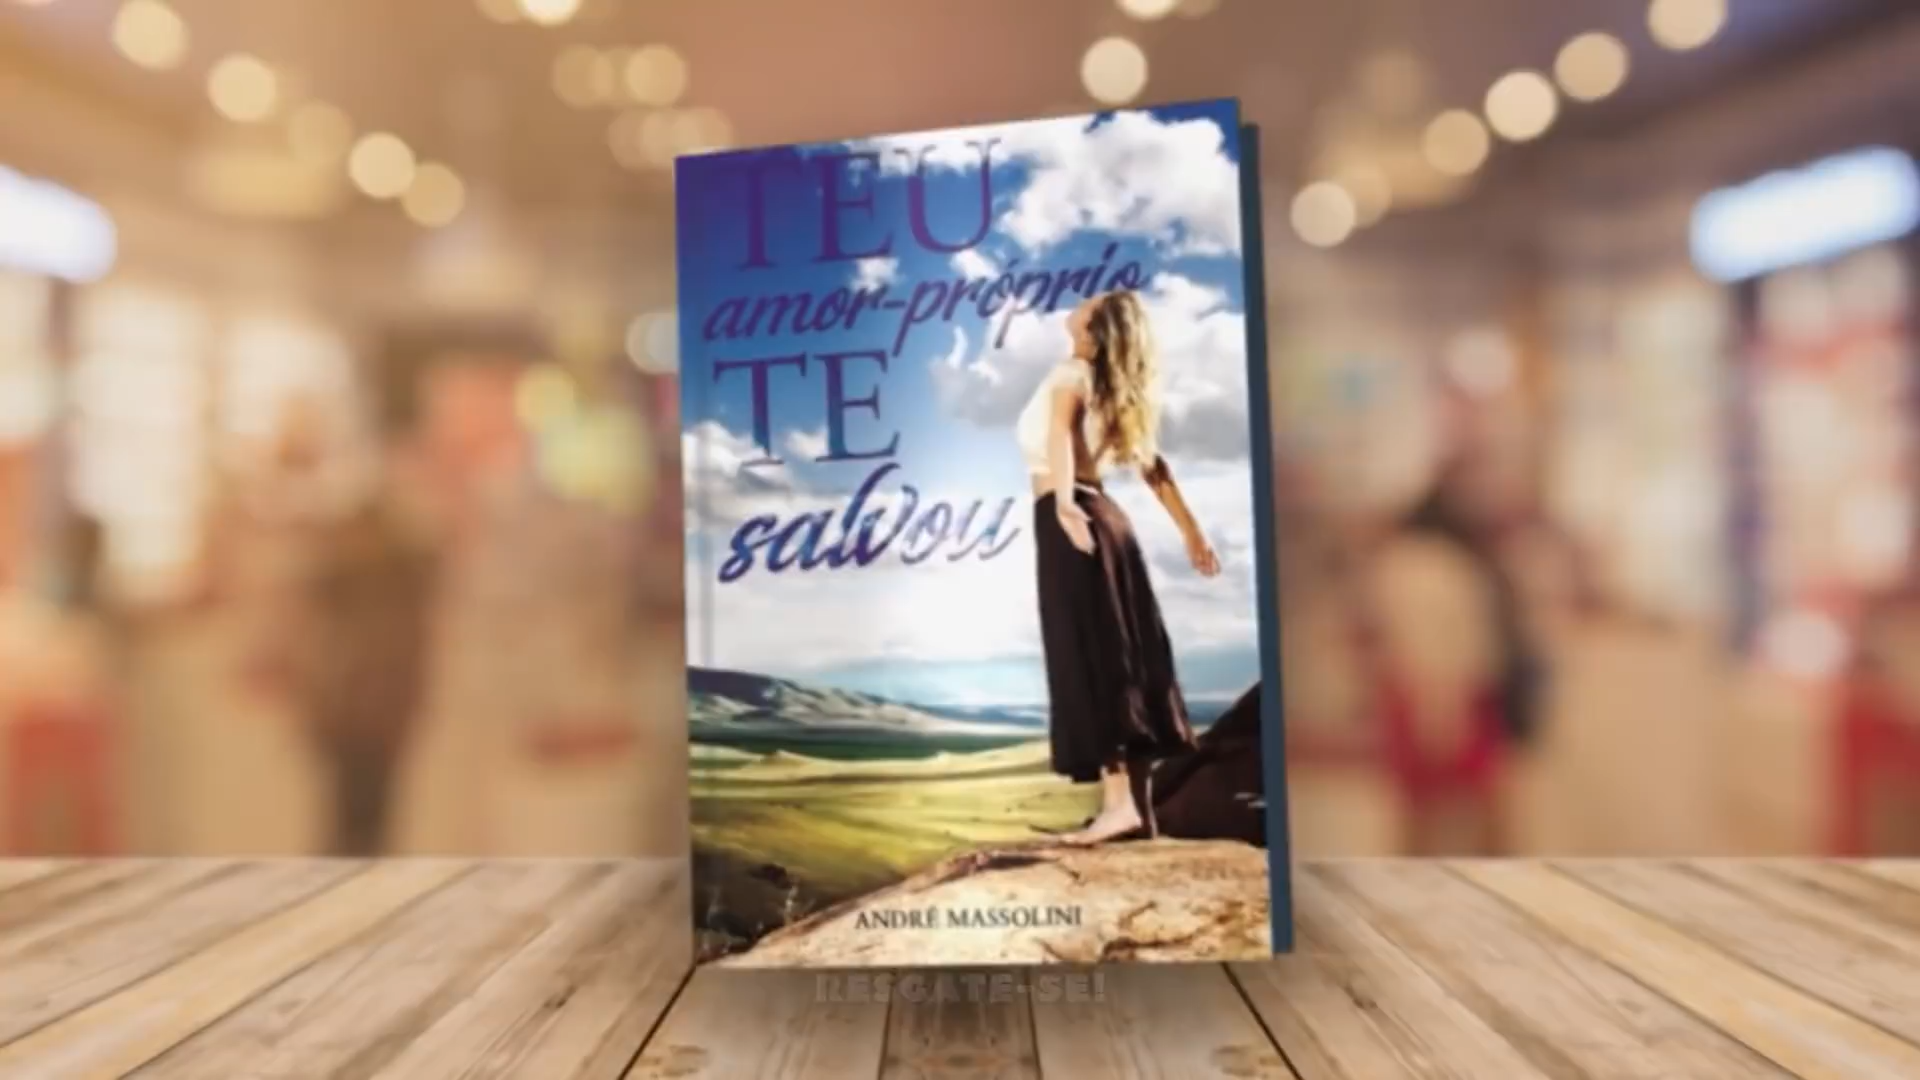 TEU
amor-próprio
TE
salvou
ANDRÉ MASSOLINI
RESGATE-SE!